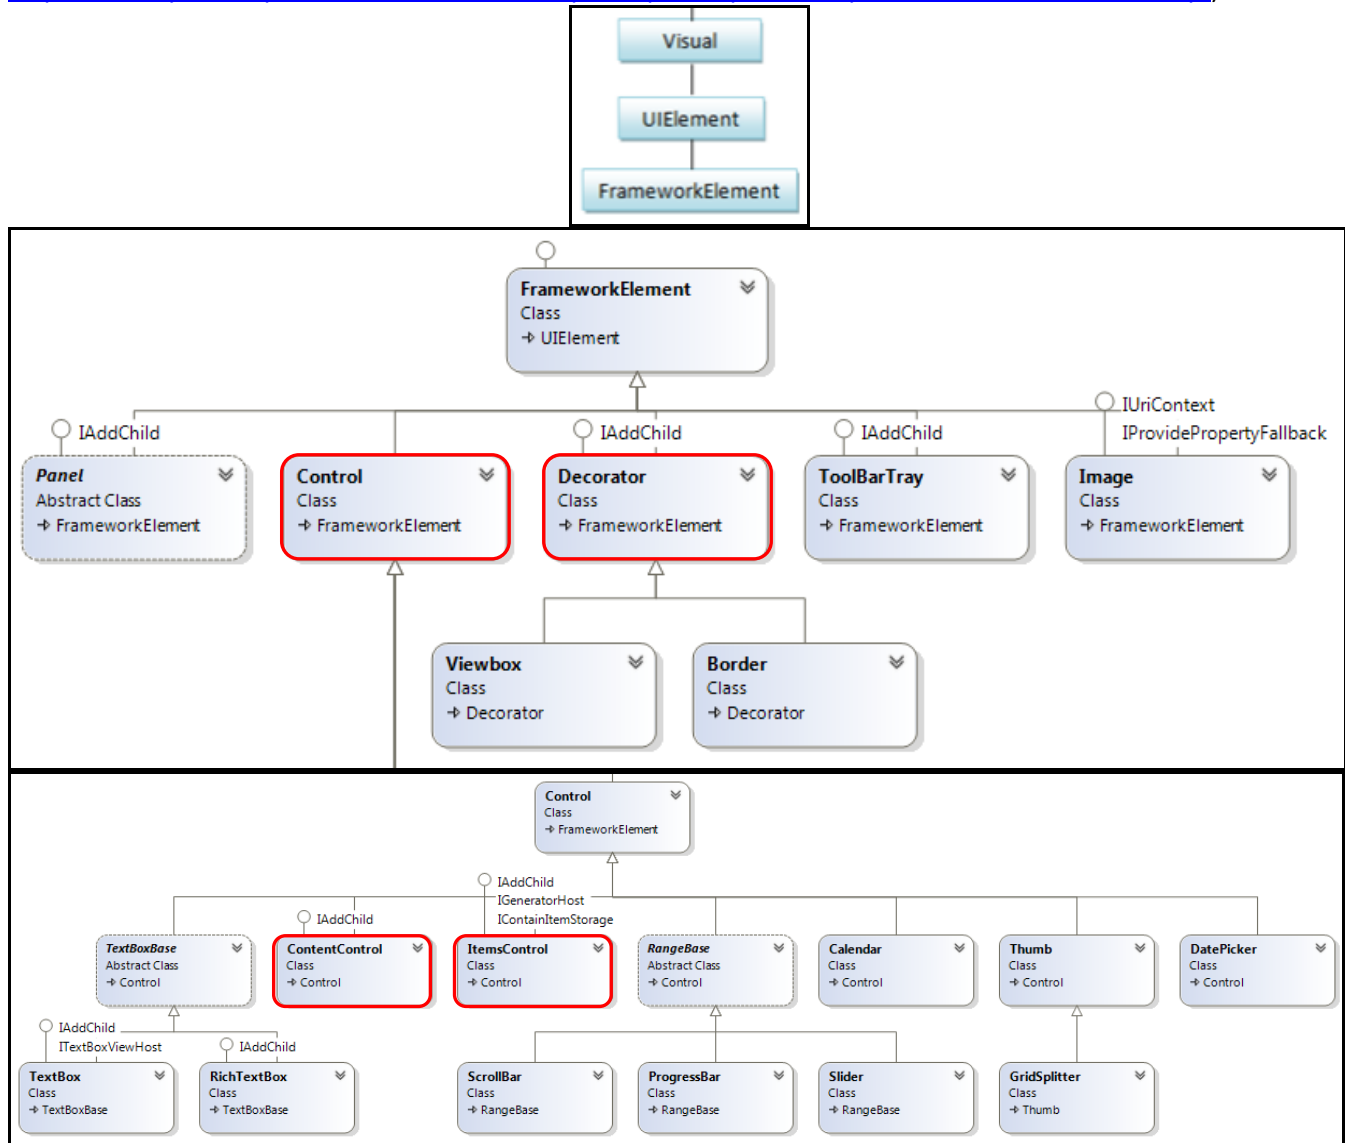 Visual
UIElement
FrameworkElement
FrameworkElement
Class
UIElement
IUriContext
IAddChild
IAddChild
IAddChild
IProvidePropertyFallback
Panel
Abstract Class
FrameworkElement
Control
Class
FrameworkElement
Decorator
Class
FrameworkElement
ToolBarTray
Class
FrameworkElement
Image
Class
FrameworkElement
Viewbox
Class
Decorator
Border
Class
Decorator
Control
Class
FrameworkElement
IAddChild
IGeneratorHost
IContainItemStorage
IAddChild
TextBoxBase
Abstract Class
Control
ContentControl
Class
Control
ItemsControl
Class
Control
RangeBase
Abstract Class
Control
Calendar
Class
Control
Thumb
Class
Control
DatePicker
Class
Control
IAddChild
ITextBoxViewHost
IAddChild
TextBox
Class
TextBoxBase
RichTextBox
Class
TextBoxBase
ScrollBar
Class
RangeBase
ProgressBar
Class
RangeBase
Slider
Class
RangeBase
GridSplitter
Class
Thumb